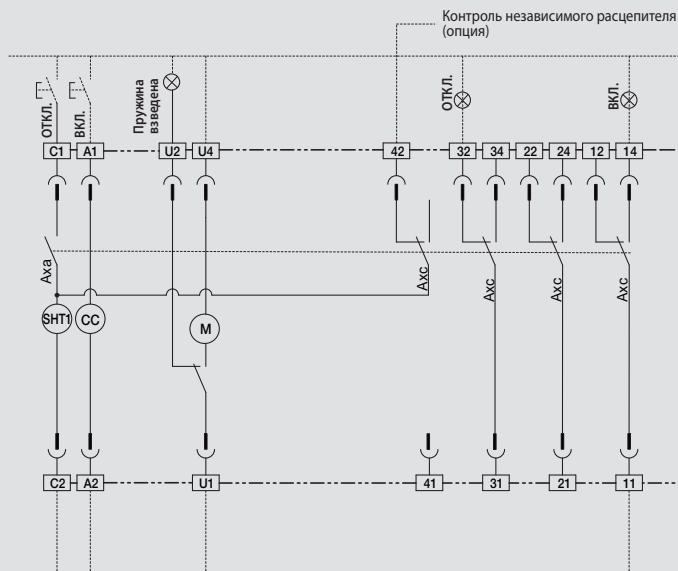 Контроль независимого расцепителя
(опция)
ОТКЛ.
ВКЛ.
Пружина
взведена
ОТКЛ.
ВКЛ.
C1 A1 U2 U4 42 32 34 22 24 12 14
Axa
Axc
Axc
Axc
Axc
SHT1 CC M
C2 A2 U1 41 31 21 11